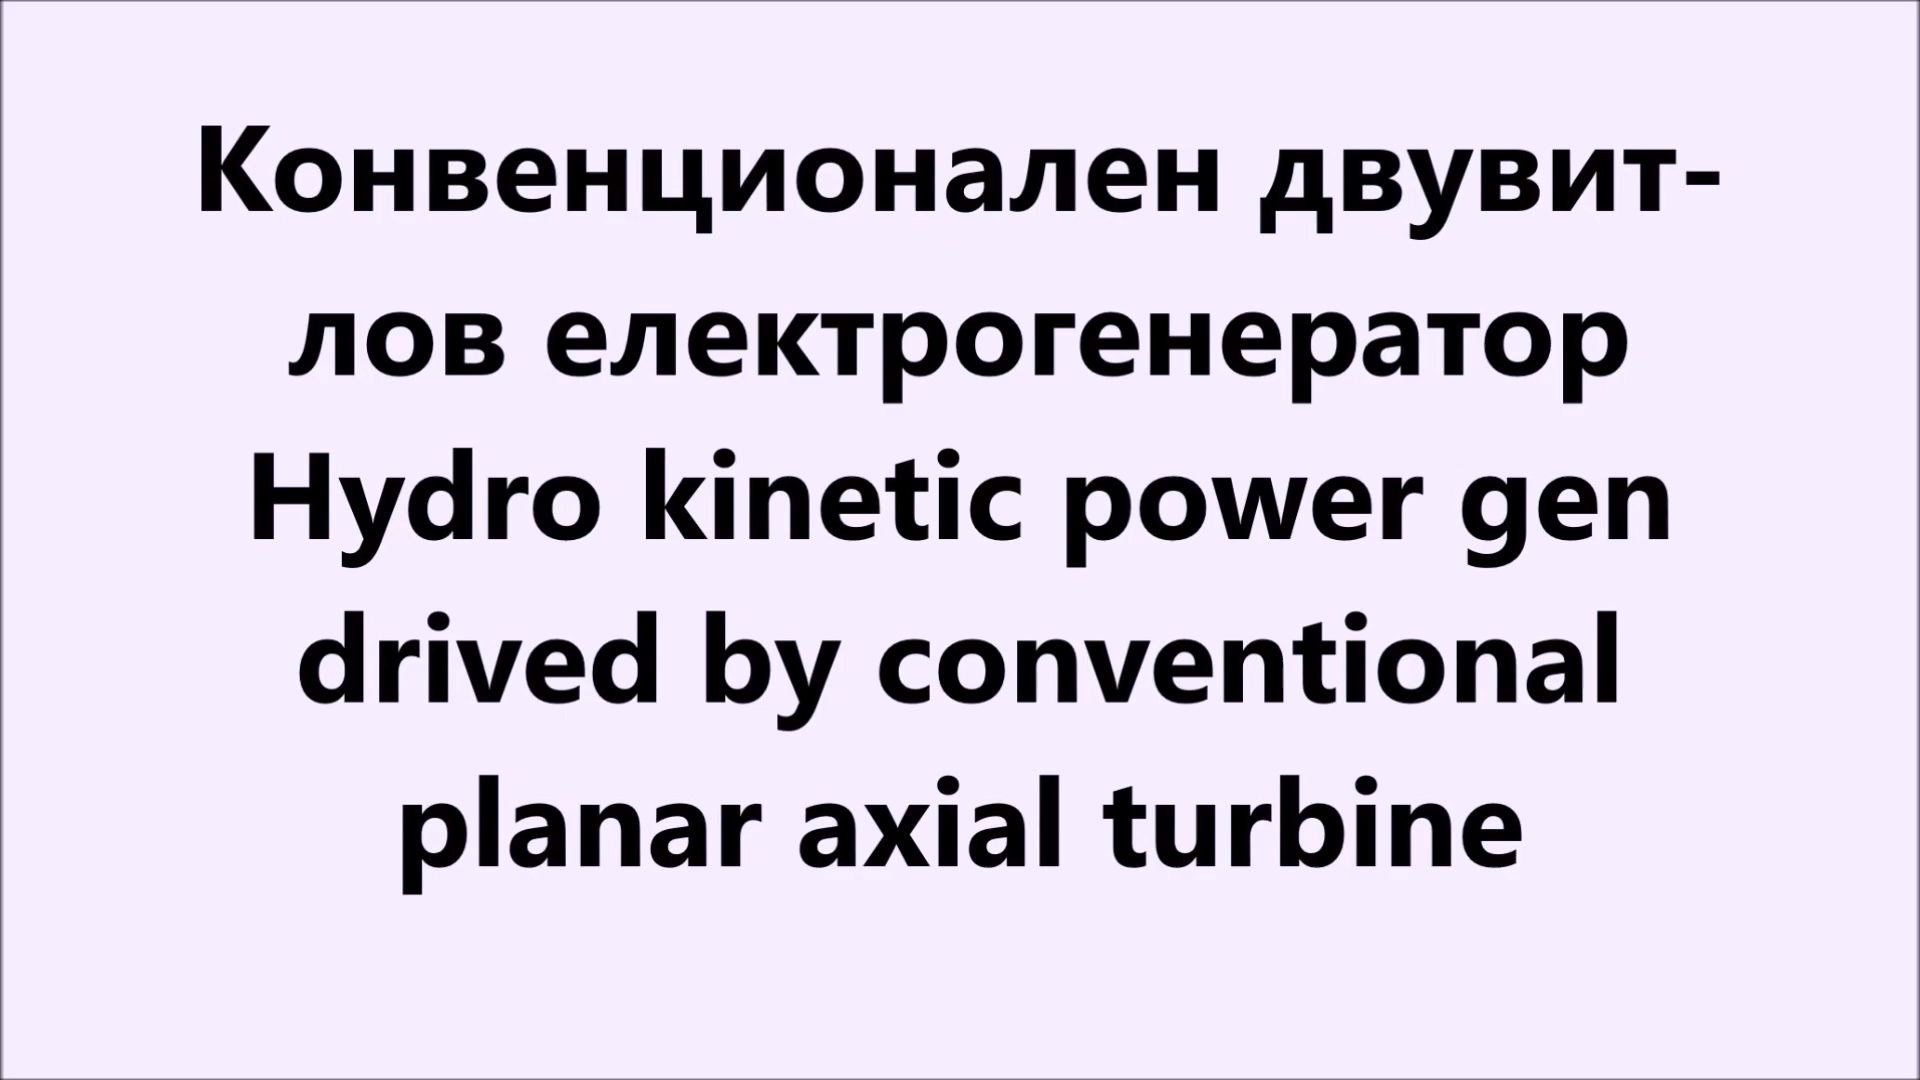 Конвенционален двувит-
лов електрогенератор
Hydro kinetic power gen
drived by conventional
planar axial turbine